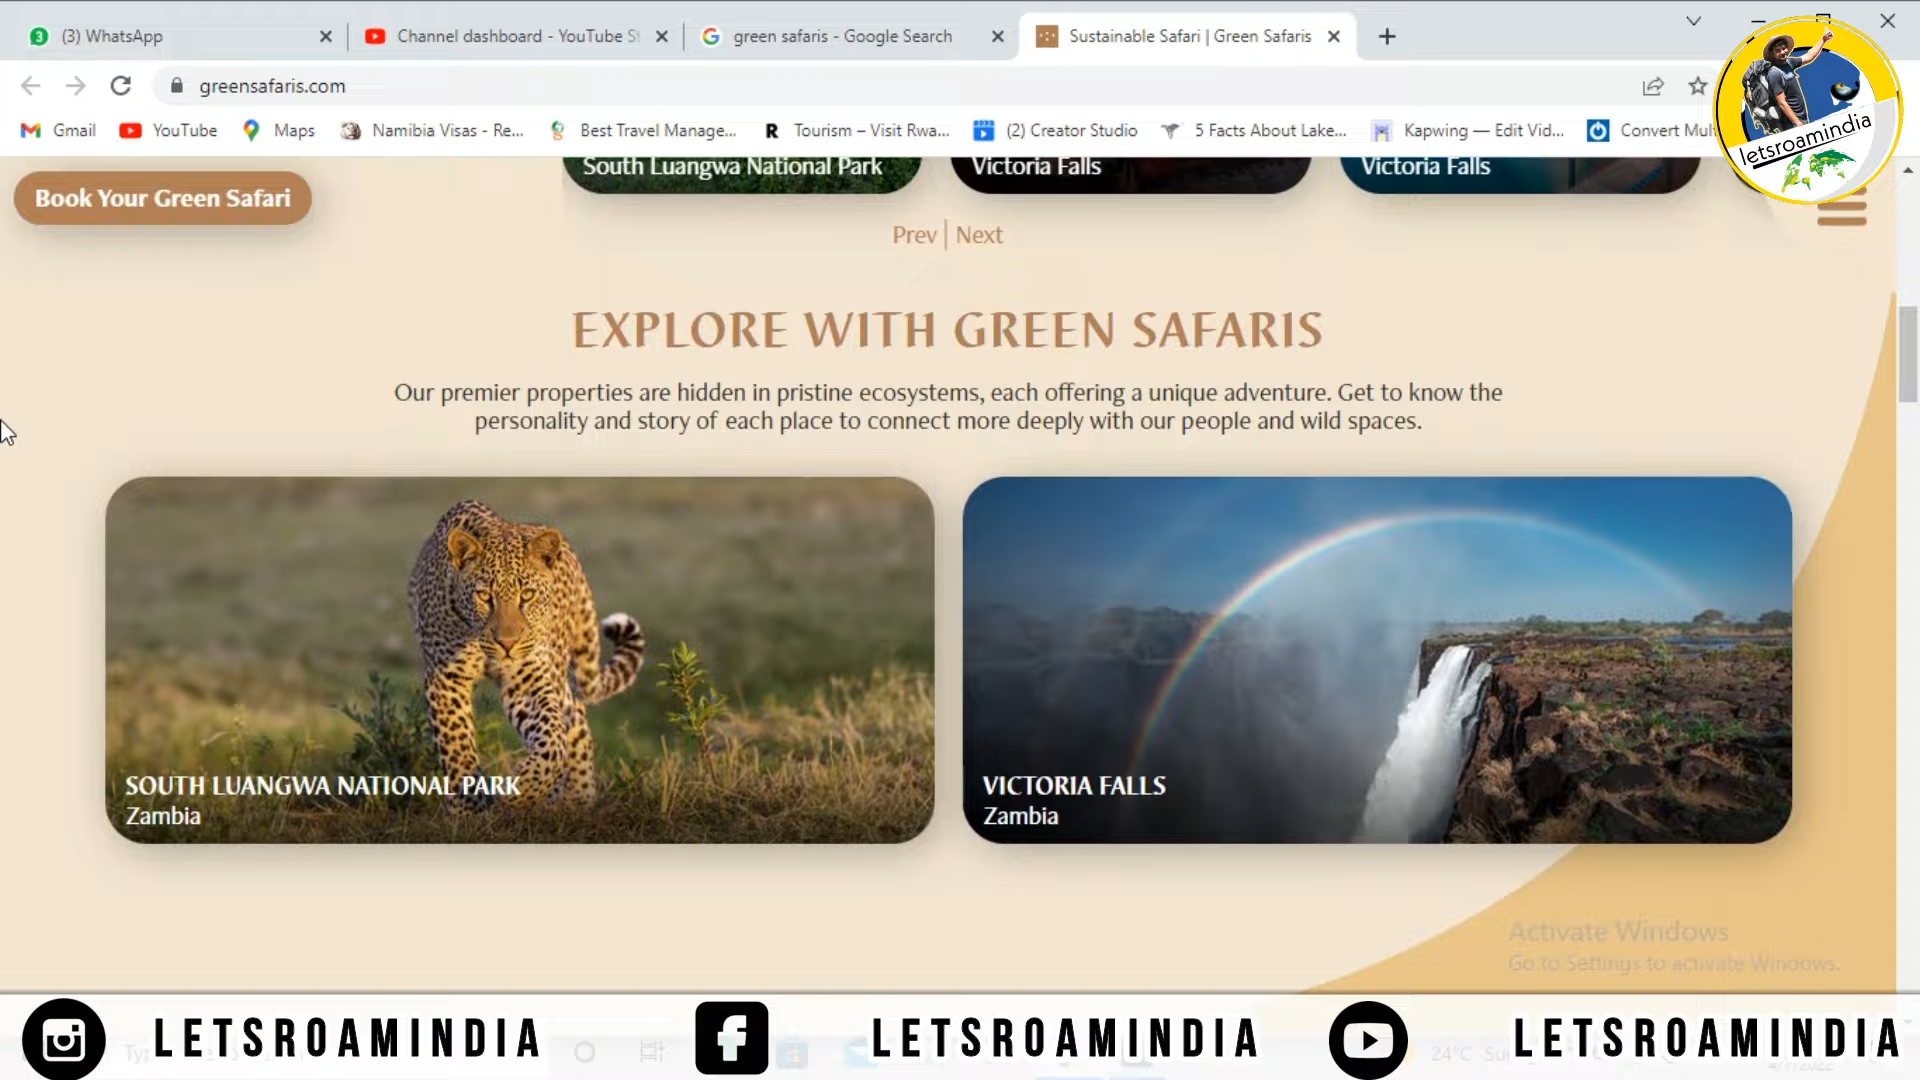 (3) WhatsApp
Channel dashboard - YouTube St
green safaris - Google Search
Sustainable Safari | Green Safaris
greensafaris.com
Gmail
YouTube
Maps
Namibia Visas - Re...
Best Travel Manage...
Tourism – Visit Rwa...
(2) Creator Studio
5 Facts About Lake...
Kapwing — Edit Vid...
Convert Mul
letsroamindia
South Luangwa National Park
Victoria Falls
Victoria Falls
Book Your Green Safari
Prev | Next
EXPLORE WITH GREEN SAFARIS
Our premier properties are hidden in pristine ecosystems, each offering a unique adventure. Get to know the
personality and story of each place to connect more deeply with our people and wild spaces.
SOUTH LUANGWA NATIONAL PARK
Zambia
VICTORIA FALLS
Zambia
Activate Windows
Go to Settings to activate Windows.
LETSROAMINDIA
LETSROAMINDIA
LETSROAMINDIA
24°C